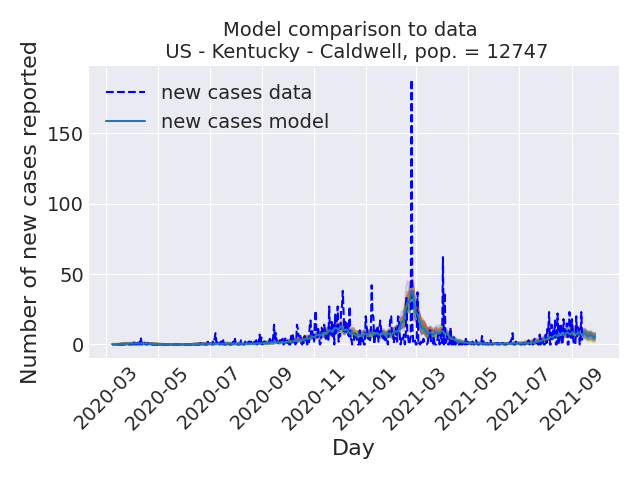 Model comparison to data
US - Kentucky - Caldwell, pop. = 12747
new cases data
new cases model
Number of new cases reported
150
100
50
0
2020-03
2020-05
2020-07
2020-09
2020-11
2021-01
2021-03
2021-05
2021-07
2021-09
Day